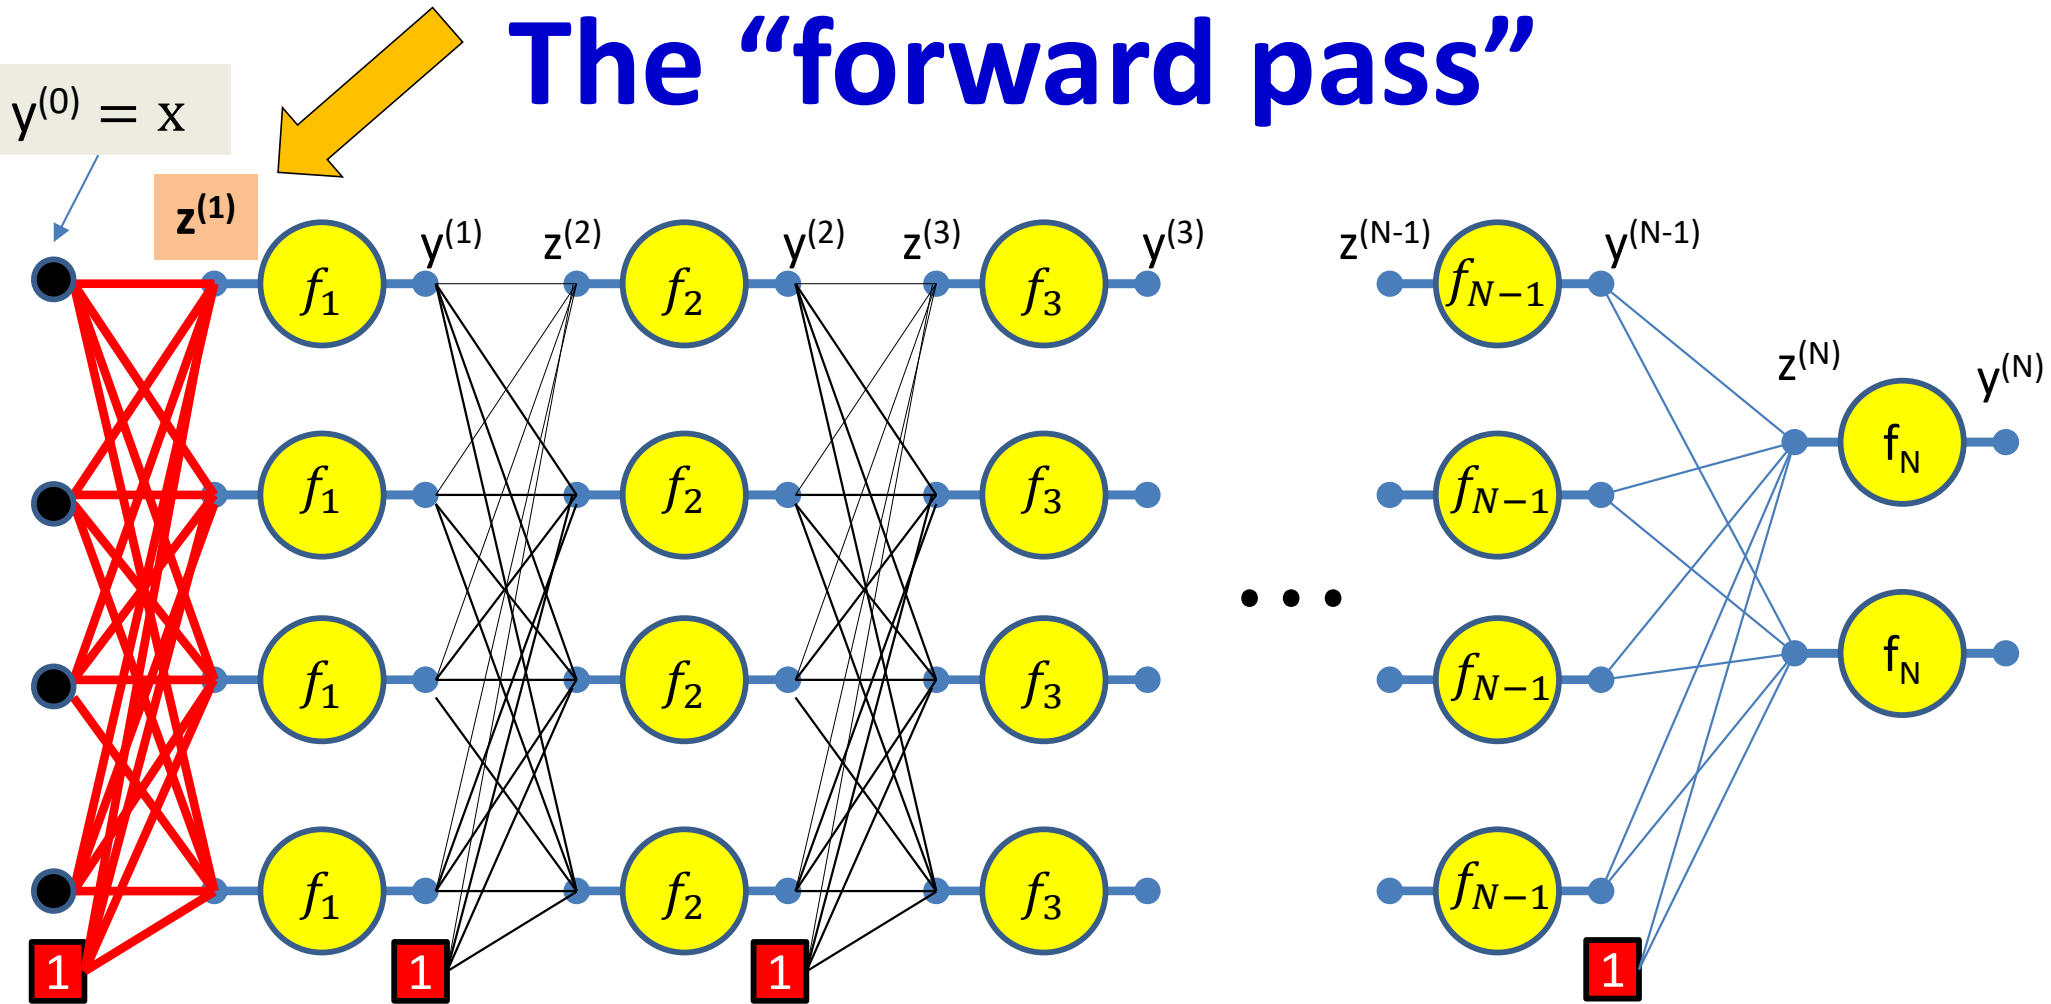 The “forward pass”
y(0) = x
z(1)
y(1) z(2) y(2) z(3) y(3) z(N-1) y(N-1)
f1 f2 f3 fN−1
z(N) y(N)
fN
f1 f2 f3 fN−1
. . .
f1 f2 f3 fN−1
fN
f1 f2 f3 fN−1
1 1 1 1